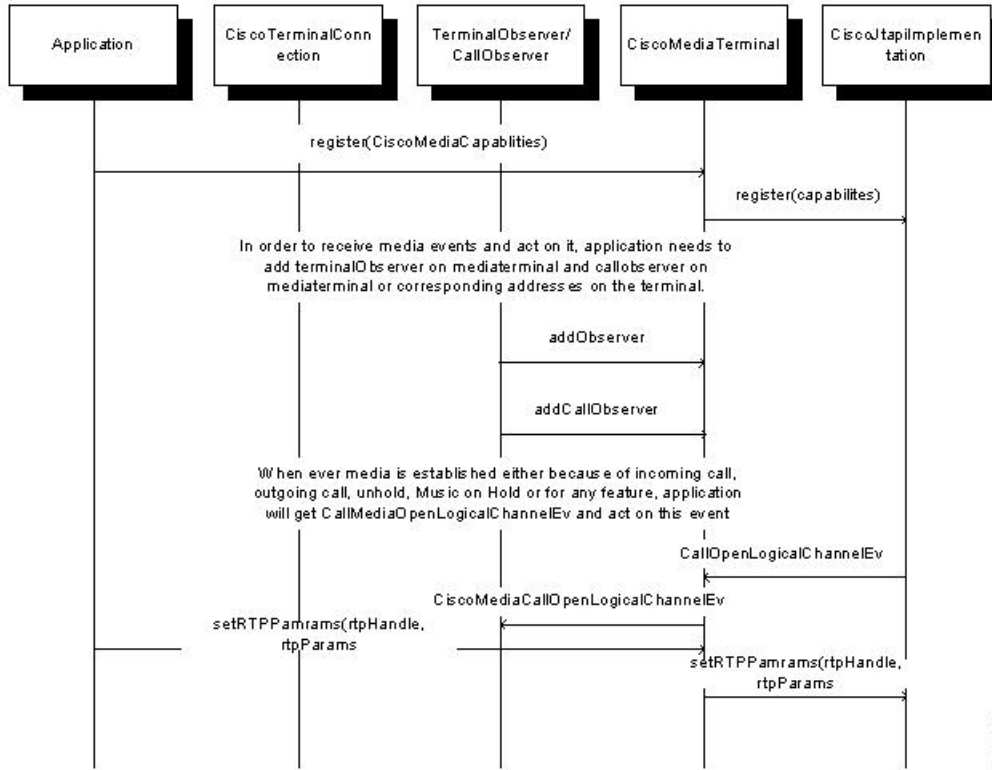 Application
CiscoTerminalConn
ection
TerminalObserver/
CallObserver
CiscoMediaTerminal
CiscoJtapiImplemen
tation
register(CiscoMediaCapablities)
register(capabilites)
In order to receive media events and act on it, application needs to
add terminalObserver on mediaterminal and callobserver on
mediaterminal or corresponding addresses on the terminal.
addObserver
addCallObserver
When ever media is established either because of incoming call,
outgoing call, unhold, Music on Hold or for any feature, application
will get CallMediaOpenLogicalChannelEv and act on this event
CallOpenLogicalChannelEv
CiscoMediaCallOpenLogicalChannelEv
setRTPPamrams(rtpHandle,
rtpParams
setRTPPamrams(rtpHandle,
rtpParams